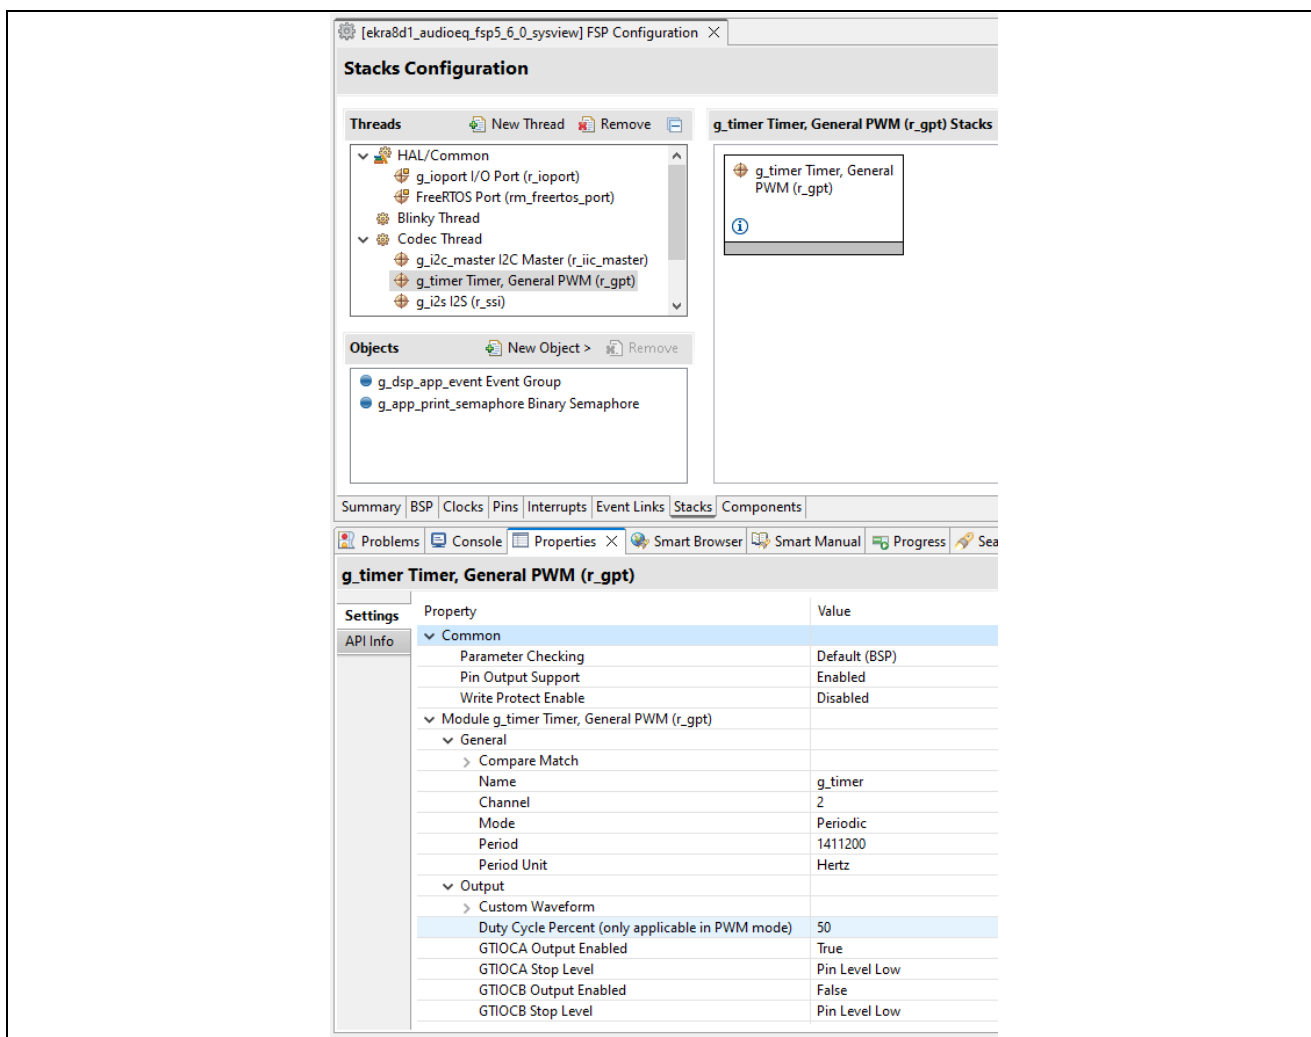 [ekra8d1_audioeq_fsp5_6_0_sysview] FSP Configuration
Stacks Configuration
Threads New Thread Remove
HAL/Common
g_ioport I/O Port (r_ioport)
FreeRTOS Port (rm_freertos_port)
Blinky Thread
Codec Thread
g_i2c_master I2C Master (r_iic_master)
g_timer Timer, General PWM (r_gpt)
g_i2s I2S (r_ssi)
g_timer Timer, General PWM (r_gpt) Stacks
g_timer Timer, General
PWM (r_gpt)
Objects New Object > Remove
g_dsp_app_event Event Group
g_app_print_semaphore Binary Semaphore
Summary BSP Clocks Pins Interrupts Event Links Stacks Components
Problems Console Properties Smart Browser Smart Manual Progress Sea
g_timer Timer, General PWM (r_gpt)
Settings
API Info
Property Value
Common
Parameter Checking Default (BSP)
Pin Output Support Enabled
Write Protect Enable Disabled
Module g_timer Timer, General PWM (r_gpt)
General
Compare Match
Name g_timer
Channel 2
Mode Periodic
Period 1411200
Period Unit Hertz
Output
Custom Waveform
Duty Cycle Percent (only applicable in PWM mode) 50
GTIOCA Output Enabled True
GTIOCA Stop Level Pin Level Low
GTIOCB Output Enabled False
GTIOCB Stop Level Pin Level Low